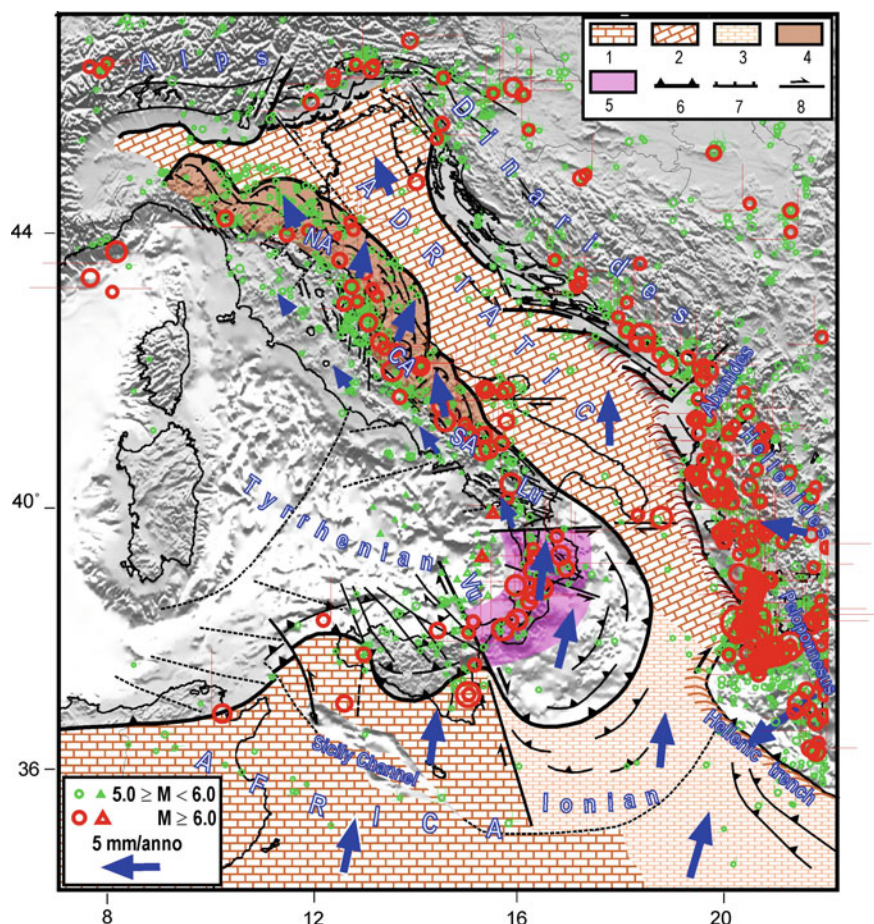 1 2 3 4
5 6 7 8
Alps
Dinarides
ADRIATIC
44
NA
CA
SA
Abanides
Hellenides
Lu
40°
Tyrrhenian
Vu
Peloponnesus
Hellenic trench
Sicily Channel
36
AFRICA
Ionian
5.0 ≥ M < 6.0
M ≥ 6.0
5 mm/anno
8 12 16 20